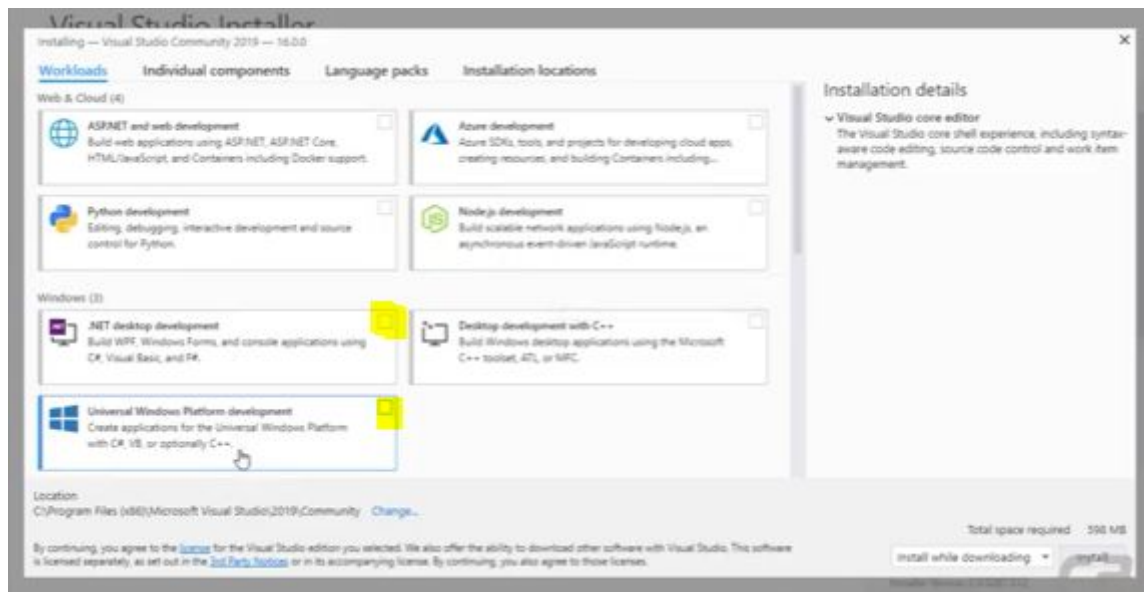 Visual Studio Installer
Installing — Visual Studio Community 2019 — 16.0.0
Workloads Individual components Language packs Installation locations
Web & Cloud (4)
ASP.NET and web development
Build web applications using ASP.NET, ASP.NET Core,
HTML/JavaScript, and Containers including Docker support.
Azure development
Azure SDKs, tools, and projects for developing cloud apps,
creating resources, and building Containers including...
Python development
Editing, debugging, interactive development and source
control for Python.
Node.js development
Build scalable network applications using Node.js, an
asynchronous event-driven JavaScript runtime.
Windows (3)
.NET desktop development
Build WPF, Windows Forms, and console applications using
C#, Visual Basic, and F#.
Desktop development with C++
Build Windows desktop applications using the Microsoft
C++ toolset, ATL, or MFC.
Universal Windows Platform development
Create applications for the Universal Windows Platform
with C#, VB, or optionally C++.
Installation details
Visual Studio core editor
The Visual Studio core shell experience, including syntax-
aware code editing, source code control and work item
management.
Location
C:\Program Files (x86)\Microsoft Visual Studio\2019\Community Change...
Total space required 598 MB
By continuing, you agree to the license for the Visual Studio edition you selected. We also offer the ability to download other software with Visual Studio. This software
is licensed separately, as set out in the 3rd Party Notices or in its accompanying license. By continuing, you also agree to those licenses.
Install while downloading Install